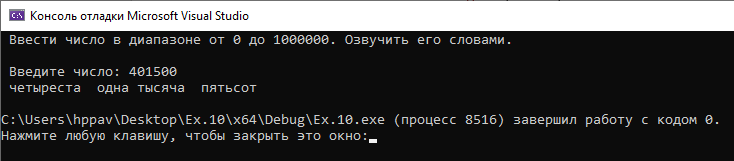 Консоль отладки Microsoft Visual Studio
Ввести число в диапазоне от 0 до 1000000. Озвучить его словами.
Введите число: 401500
четыреста  одна тысяча  пятьсот
C:\Users\hppav\Desktop\Ex.10\x64\Debug\Ex.10.exe (процесс 8516) завершил работу с кодом 0.
Нажмите любую клавишу, чтобы закрыть это окно: